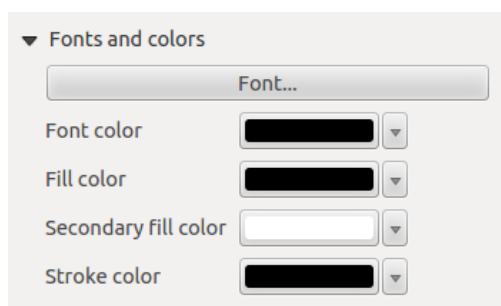 Fonts and colors
Font...
Font color
Fill color
Secondary fill color
Stroke color